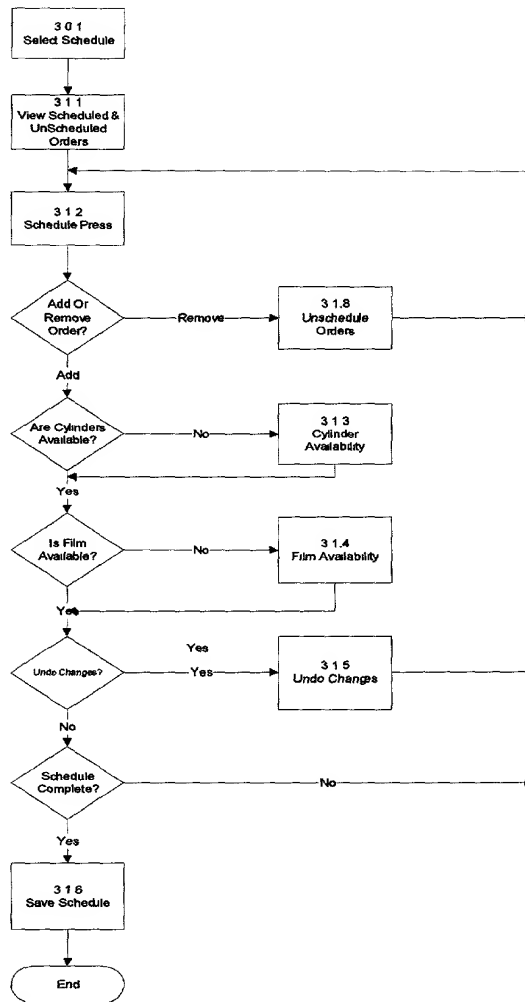 3 0 1
Select Schedule
3 1 1
View Scheduled &
UnScheduled
Orders
3 1 2
Schedule Press
Add Or
Remove
Order?
Remove
3 1.8
Unschedule
Orders
Add
Are Cylinders
Available?
No
3 1 3
Cylinder
Availability
Yes
Is Film
Available?
No
3 1.4
Film Availability
Yes
Undo Changes?
Yes
Yes
3 1 5
Undo Changes
No
Schedule
Complete?
No
Yes
3 1 6
Save Schedule
End